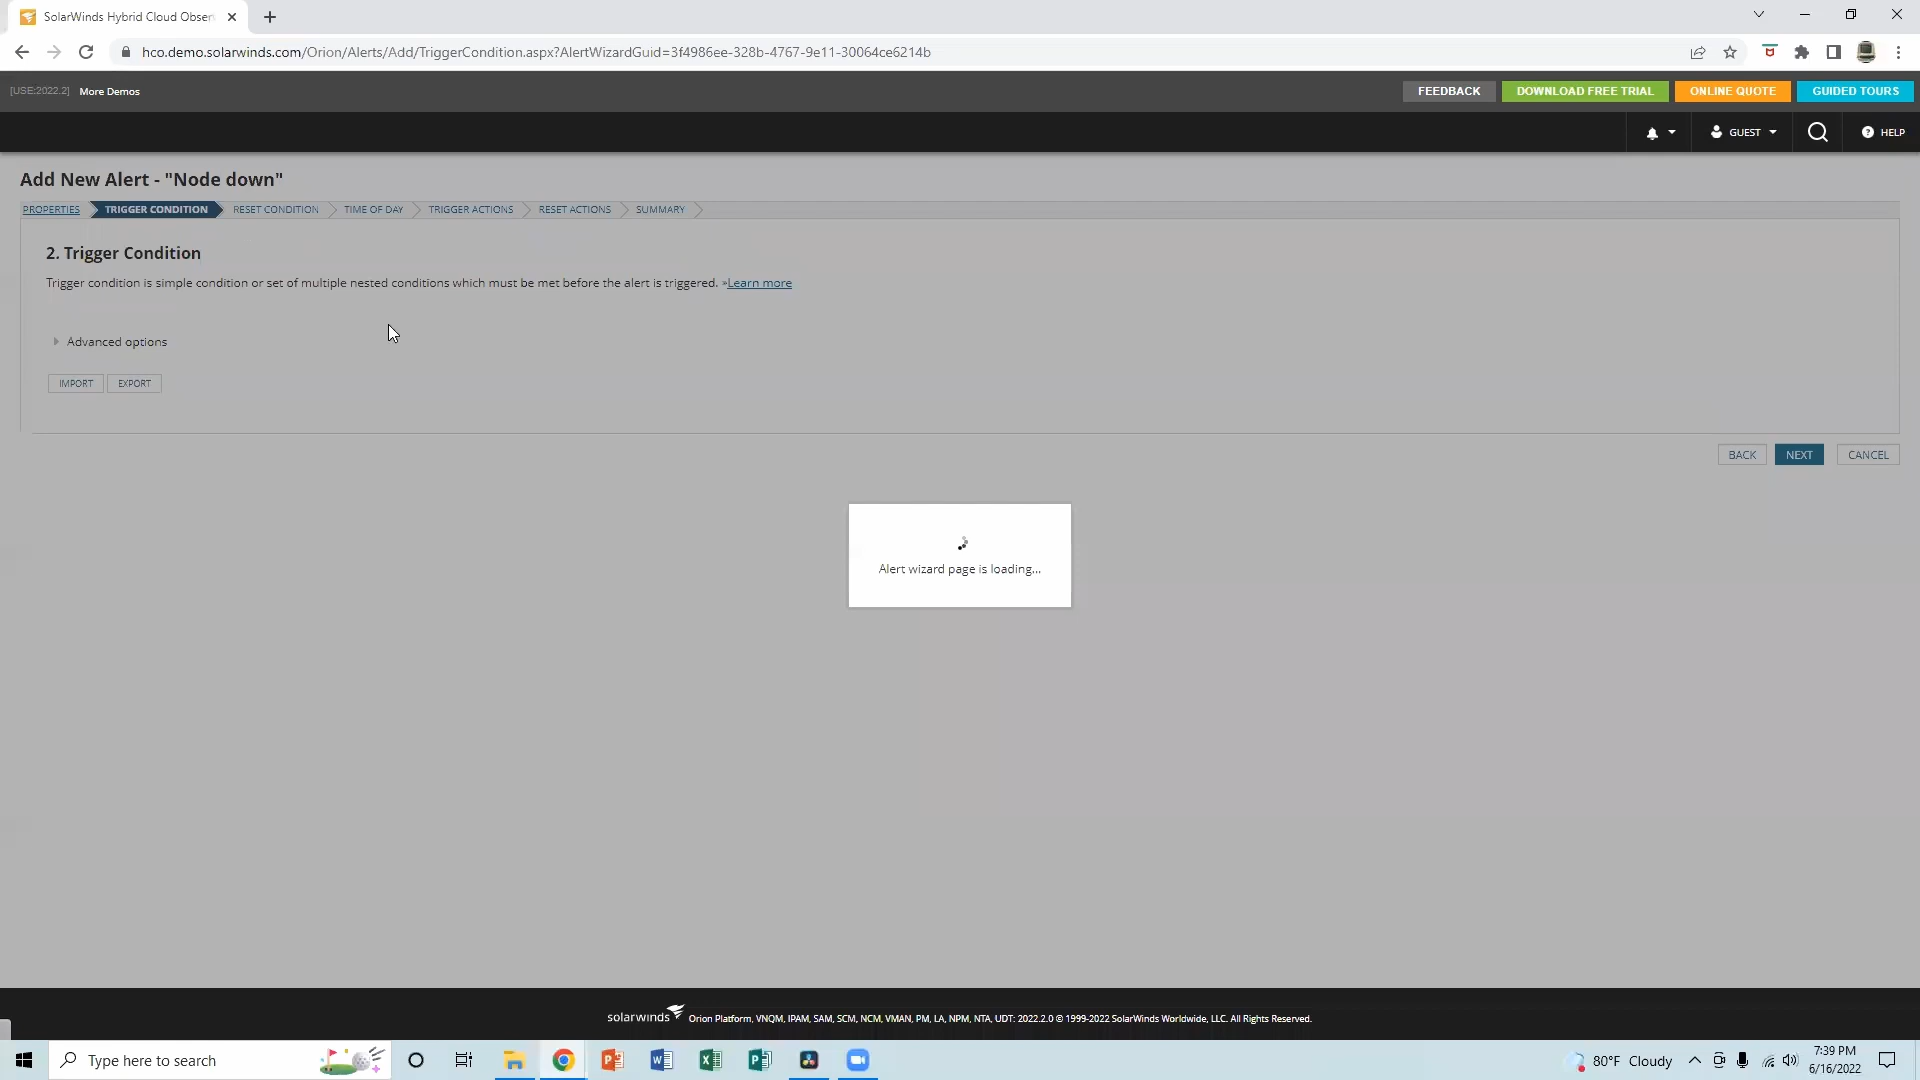 SolarWinds Hybrid Cloud Obser
hco.demo.solarwinds.com/Orion/Alerts/Add/TriggerCondition.aspx?AlertWizardGuid=3f4986ee-328b-4767-9e11-30064ce6214b
[USE:2022.2] More Demos FEEDBACK DOWNLOAD FREE TRIAL ONLINE QUOTE GUIDED TOURS
GUEST HELP
Add New Alert - "Node down"
PROPERTIES TRIGGER CONDITION RESET CONDITION TIME OF DAY TRIGGER ACTIONS RESET ACTIONS SUMMARY
2. Trigger Condition
Trigger condition is simple condition or set of multiple nested conditions which must be met before the alert is triggered. »Learn more
Advanced options
IMPORT EXPORT
BACK NEXT CANCEL
Alert wizard page is loading...
solarwinds Orion Platform, VNQM, IPAM, SAM, SCM, NCM, VMAN, PM, LA, NPM, NTA, UDT: 2022.2.0 © 1999-2022 SolarWinds Worldwide, LLC. All Rights Reserved.
Type here to search 80°F Cloudy 7:39 PM
6/16/2022